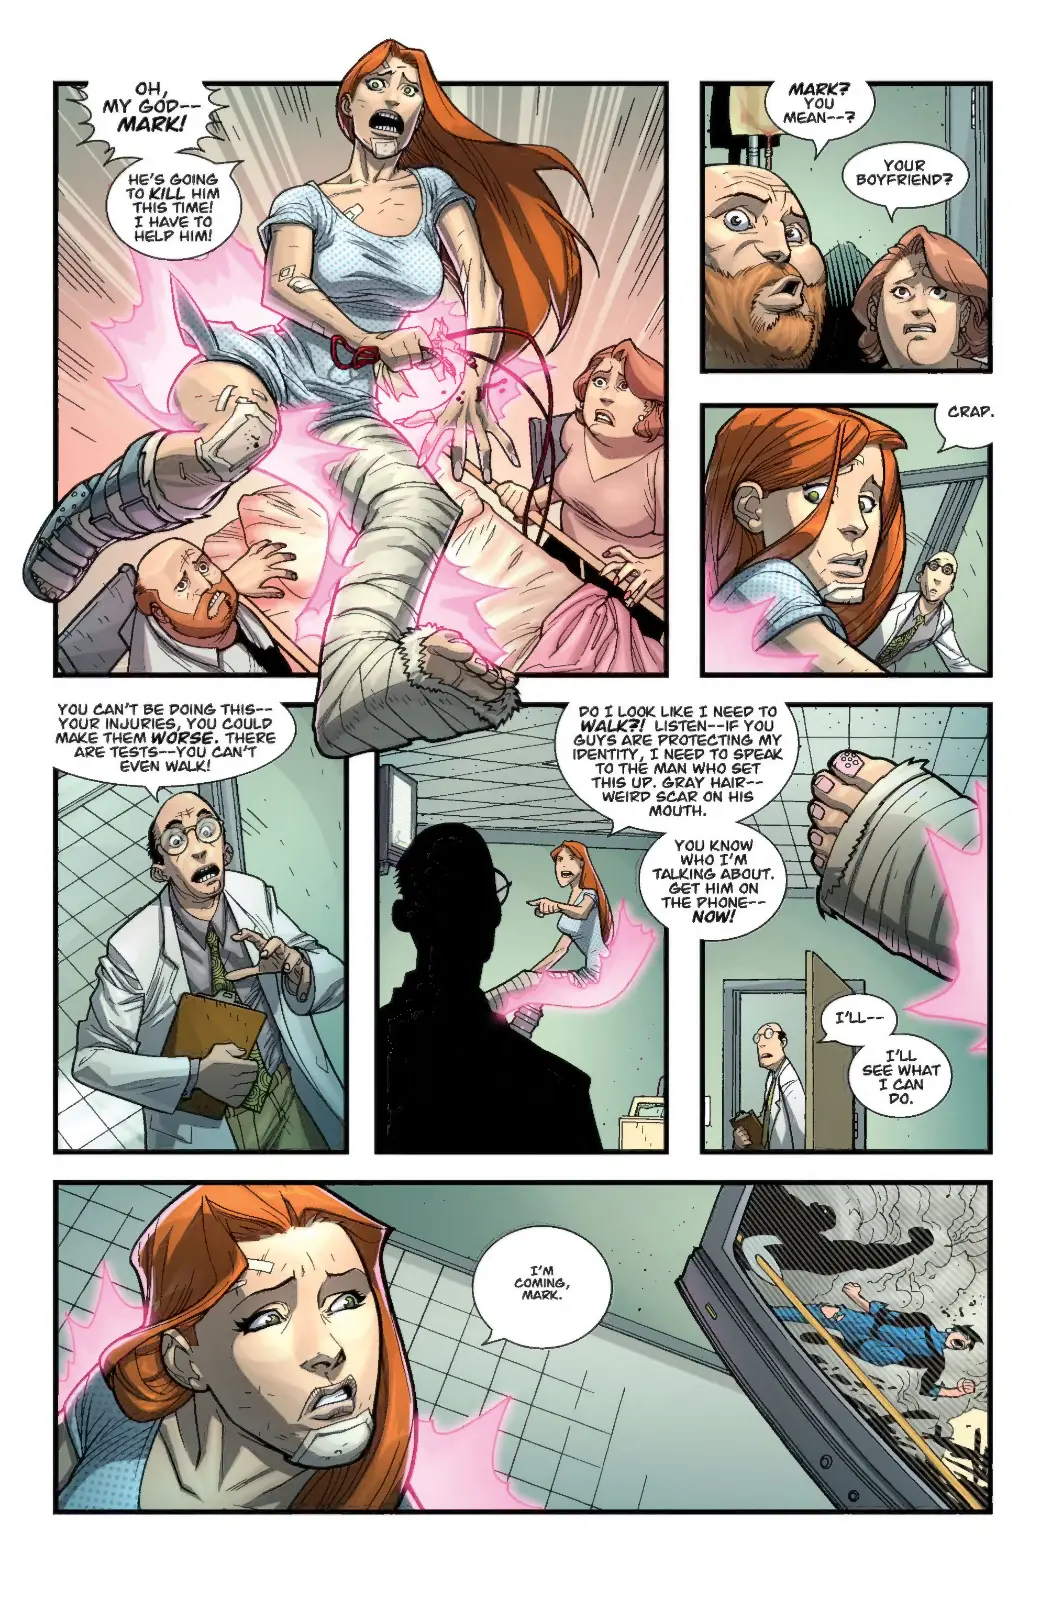 OH,
MY GOD--
MARK!
HE'S GOING
TO KILL HIM
THIS TIME!
I HAVE TO
HELP HIM!
MARK?
YOU
MEAN--?
YOUR
BOYFRIEND?
CRAP.
YOU CAN'T BE DOING THIS--
YOUR INJURIES, YOU COULD
MAKE THEM WORSE. THERE
ARE TESTS--YOU CAN'T
EVEN WALK!
DO I LOOK LIKE I NEED TO
WALK?! LISTEN--IF YOU
GUYS ARE PROTECTING MY
IDENTITY, I NEED TO SPEAK
TO THE MAN WHO SET
THIS UP. GRAY HAIR--
WEIRD SCAR ON HIS
MOUTH.
YOU KNOW
WHO I'M
TALKING ABOUT.
GET HIM ON
THE PHONE--
NOW!
I'LL--
I'LL
SEE WHAT
I CAN
DO.
I'M
COMING,
MARK.